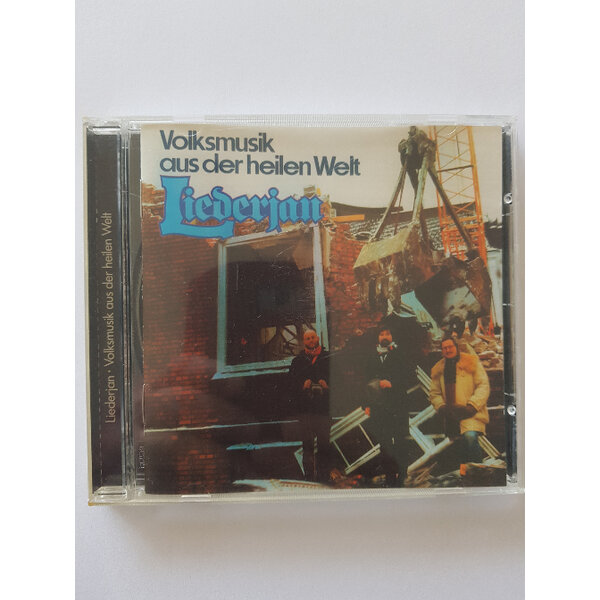 Volksmusik
aus der heilen Welt
Liederjan
Liederjan · Volksmusik aus der heilen Welt